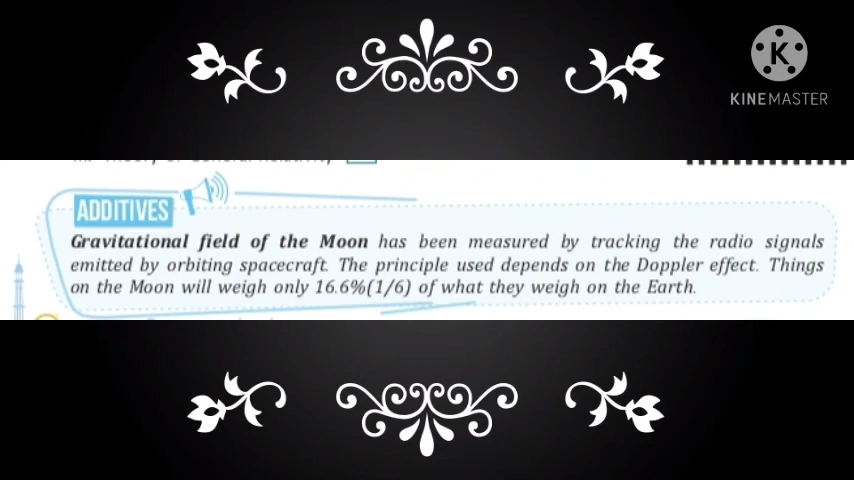 KINEMASTER
ADDITIVES
Gravitational field of the Moon has been measured by tracking the radio signals
emitted by orbiting spacecraft. The principle used depends on the Doppler effect. Things
on the Moon will weigh only 16.6%(1/6) of what they weigh on the Earth.